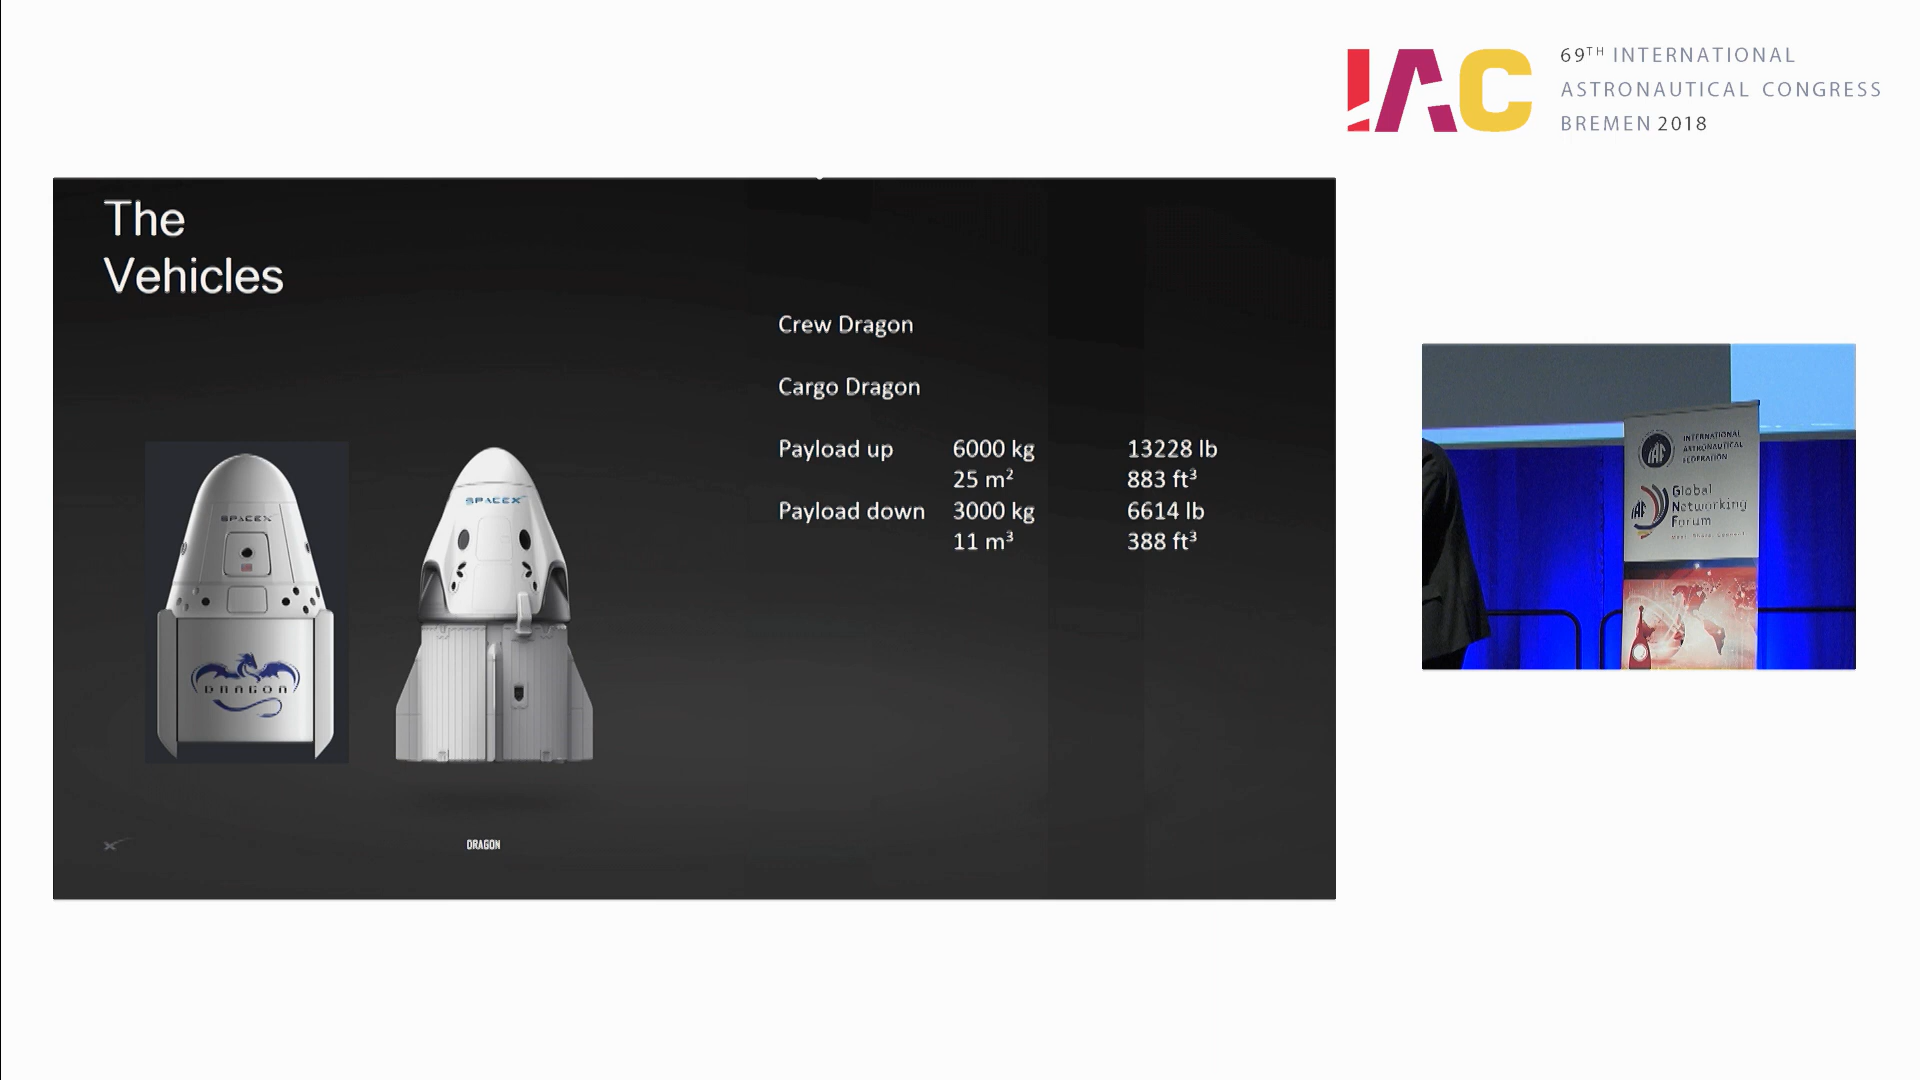 IAC
69TH INTERNATIONAL
ASTRONAUTICAL CONGRESS
BREMEN 2018
The
Vehicles
Crew Dragon
Cargo Dragon
Payload up 6000 kg 13228 lb
25 m² 883 ft³
Payload down 3000 kg 6614 lb
11 m³ 388 ft³
SPACEX
SPACEX
DRAGON
DRAGON
INTERNATIONAL
ASTRONAUTICAL
FEDERATION
IAF
Global
Networking
Forum
IAF